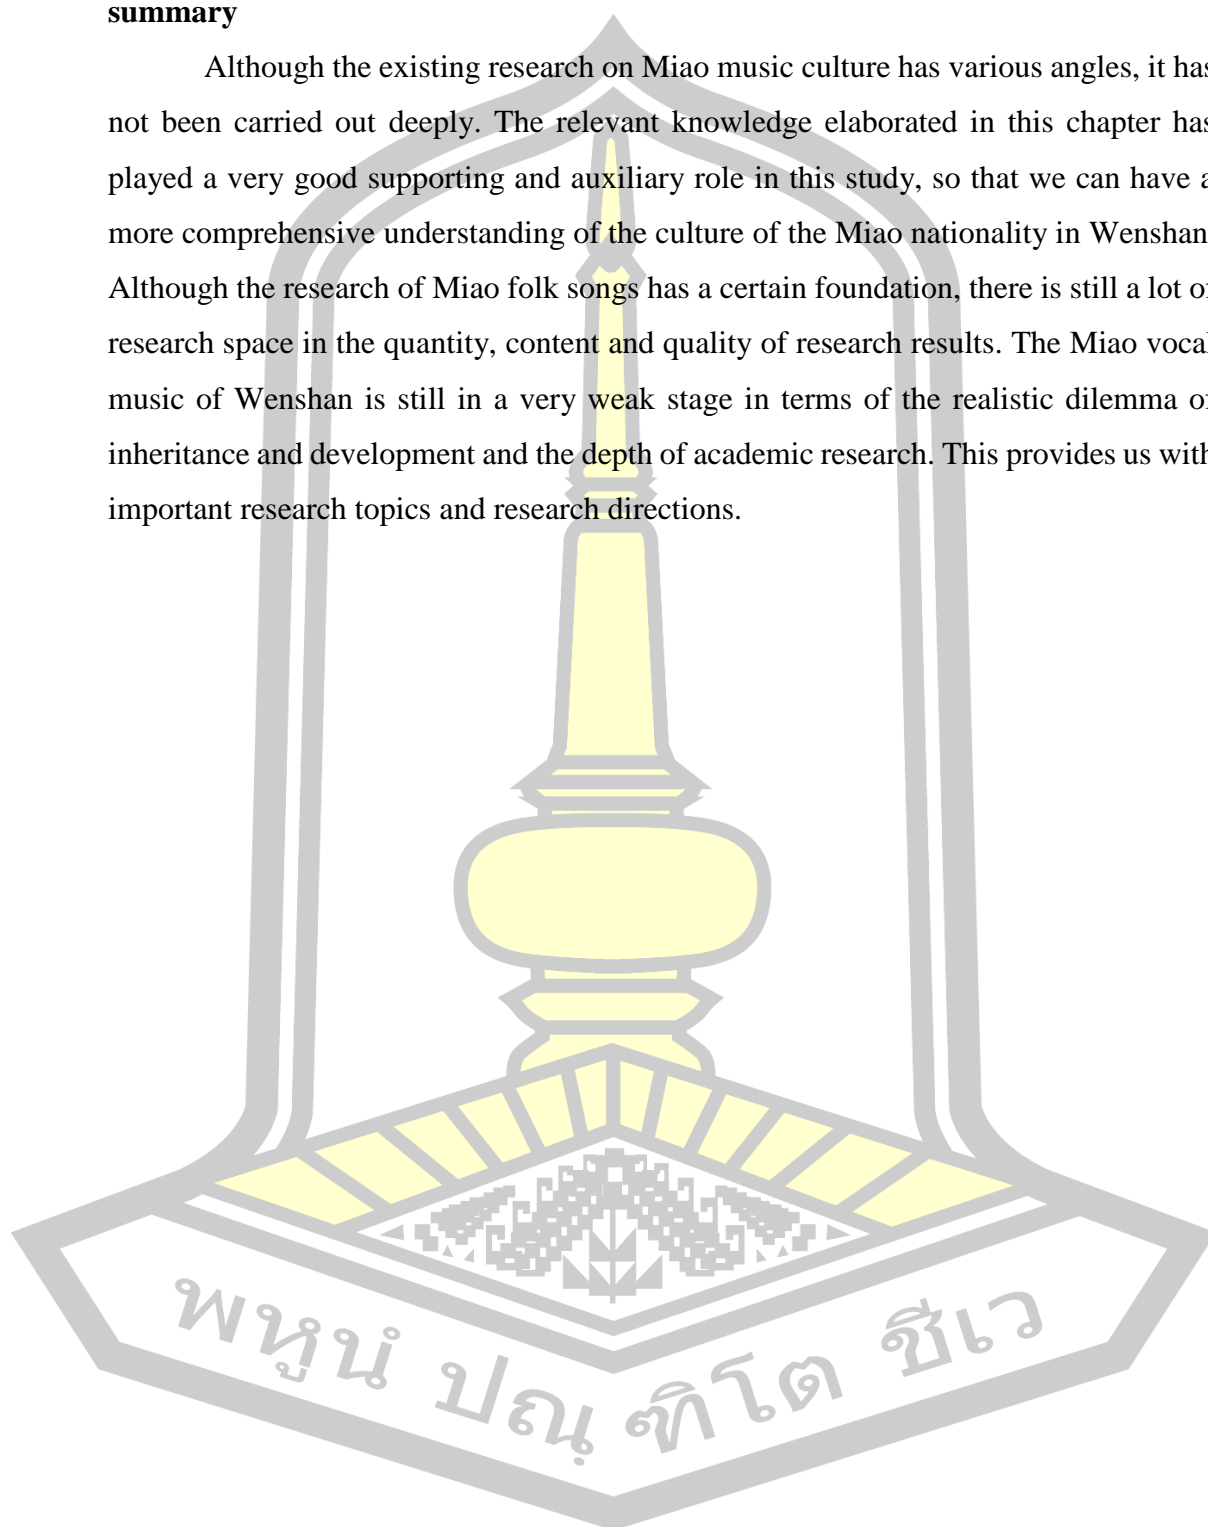 summary
Although the existing research on Miao music culture has various angles, it has
not been carried out deeply. The relevant knowledge elaborated in this chapter has
played a very good supporting and auxiliary role in this study, so that we can have a
more comprehensive understanding of the culture of the Miao nationality in Wenshan
Although the research of Miao folk songs has a certain foundation, there is still a lot of
research space in the quantity, content and quality of research results. The Miao vocal
music of Wenshan is still in a very weak stage in terms of the realistic dilemma of
inheritance and development and the depth of academic research. This provides us with
important research topics and research directions.
พหูนํ ปณฺฑิโต ชีเว